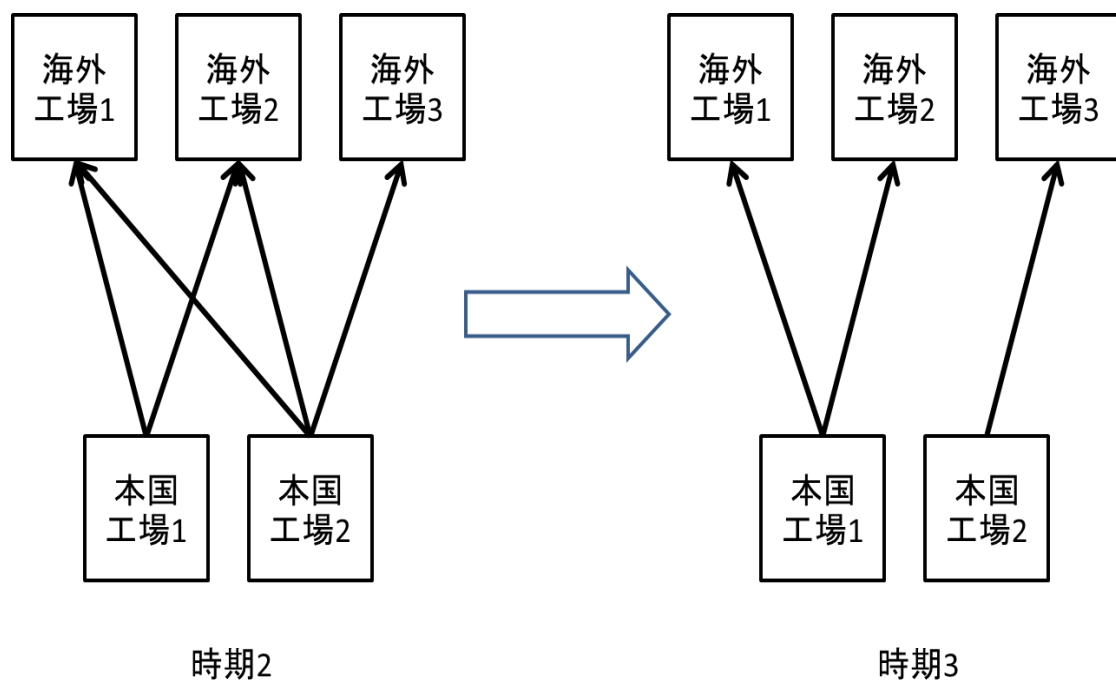 海外
工場1
海外
工場2
海外
工場3
海外
工場1
海外
工場2
海外
工場3
本国
工場1
本国
工場2
本国
工場1
本国
工場2
時期2
時期3